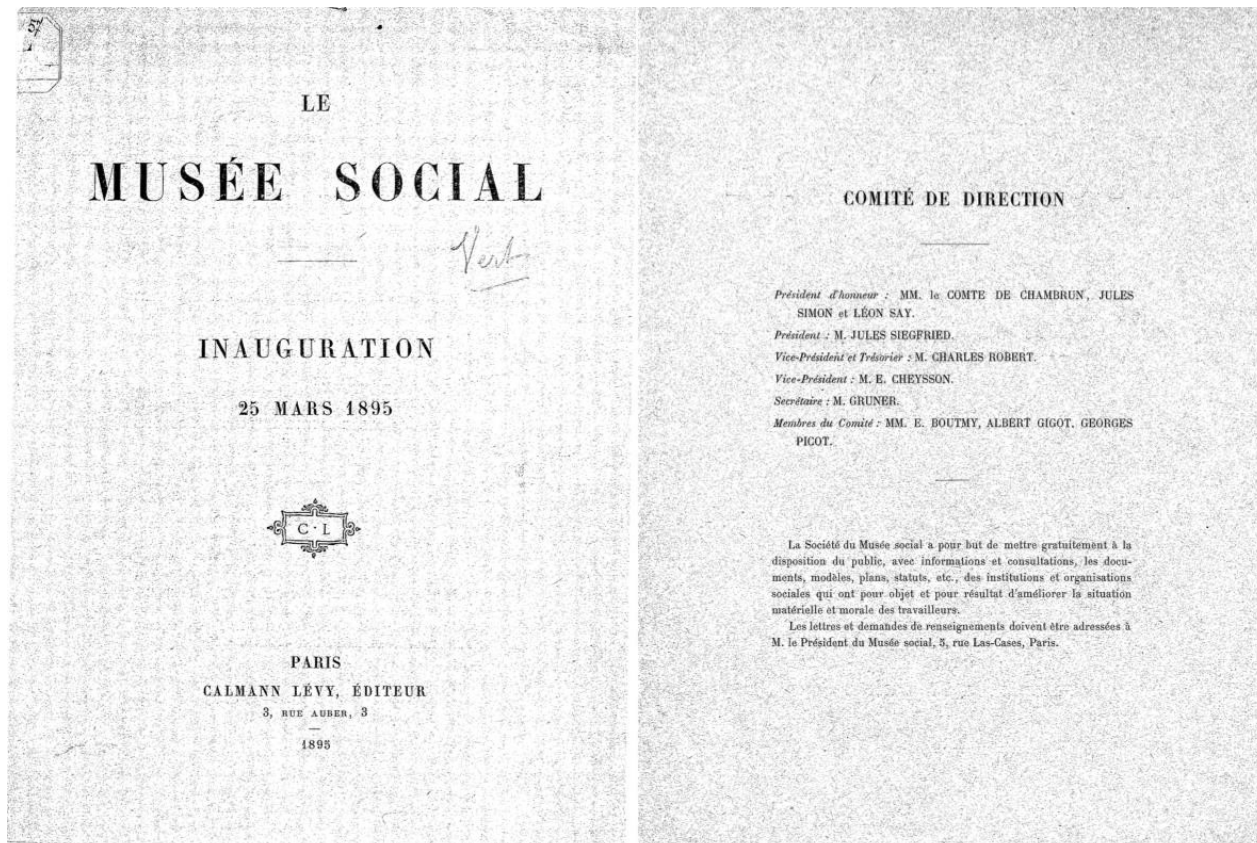 LE
MUSÉE SOCIAL
Vert
INAUGURATION
25 MARS 1895
C·L
PARIS
CALMANN LÉVY, ÉDITEUR
3, RUE AUBER, 3
1895
COMITÉ DE DIRECTION
Président d'honneur : MM. le COMTE DE CHAMBRUN, JULES
SIMON et LÉON SAY.
Président : M. JULES SIEGFRIED.
Vice-Président et Trésorier : M. CHARLES ROBERT.
Vice-Président : M. E. CHEYSSON.
Secrétaire : M. GRUNER.
Membres du Comité : MM. E. BOUTMY, ALBERT GIGOT, GEORGES
PICOT.
La Société du Musée social a pour but de mettre gratuitement à la
disposition du public, avec informations et consultations, les docu-
ments, modèles, plans, statuts, etc., des institutions et organisations
sociales qui ont pour objet et pour résultat d'améliorer la situation
matérielle et morale des travailleurs.
Les lettres et demandes de renseignements doivent être adressées à
M. le Président du Musée social, 5, rue Las-Cases, Paris.